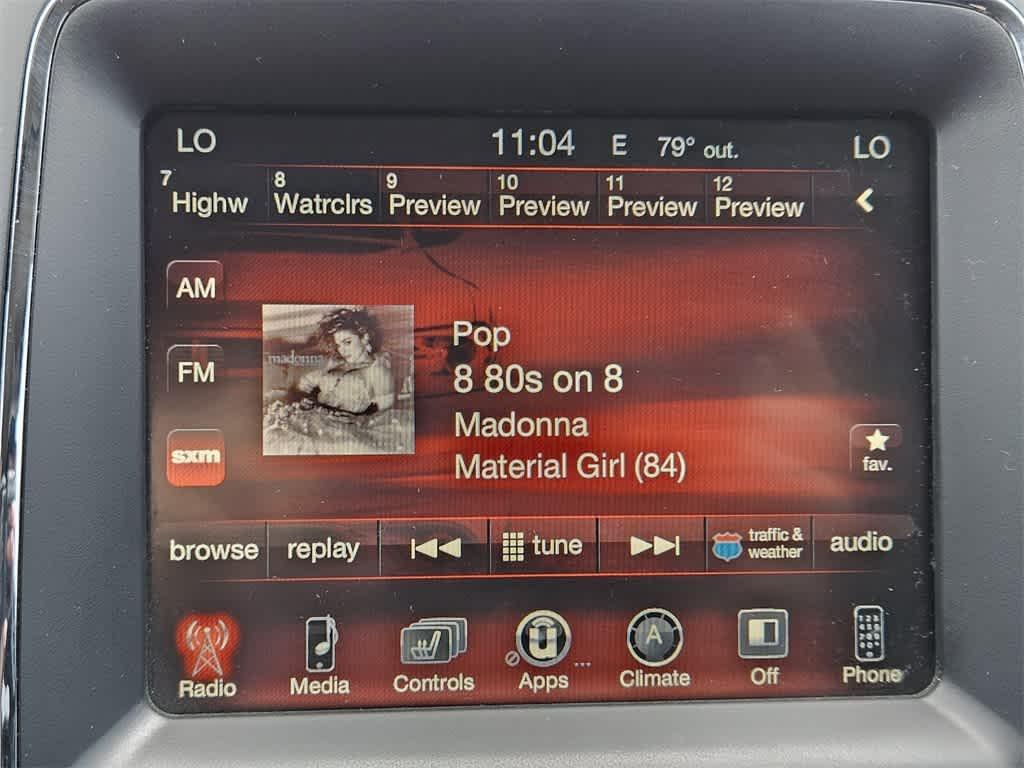 LO 11:04 E 79° out. LO
7 8 9 10 11 12
Highw Watrclrs Preview Preview Preview Preview
AM
FM
sxm
madonna
Pop
8 80s on 8
Madonna
Material Girl (84)
fav.
browse replay tune traffic & weather audio
Radio Media Controls Apps Climate Off Phone